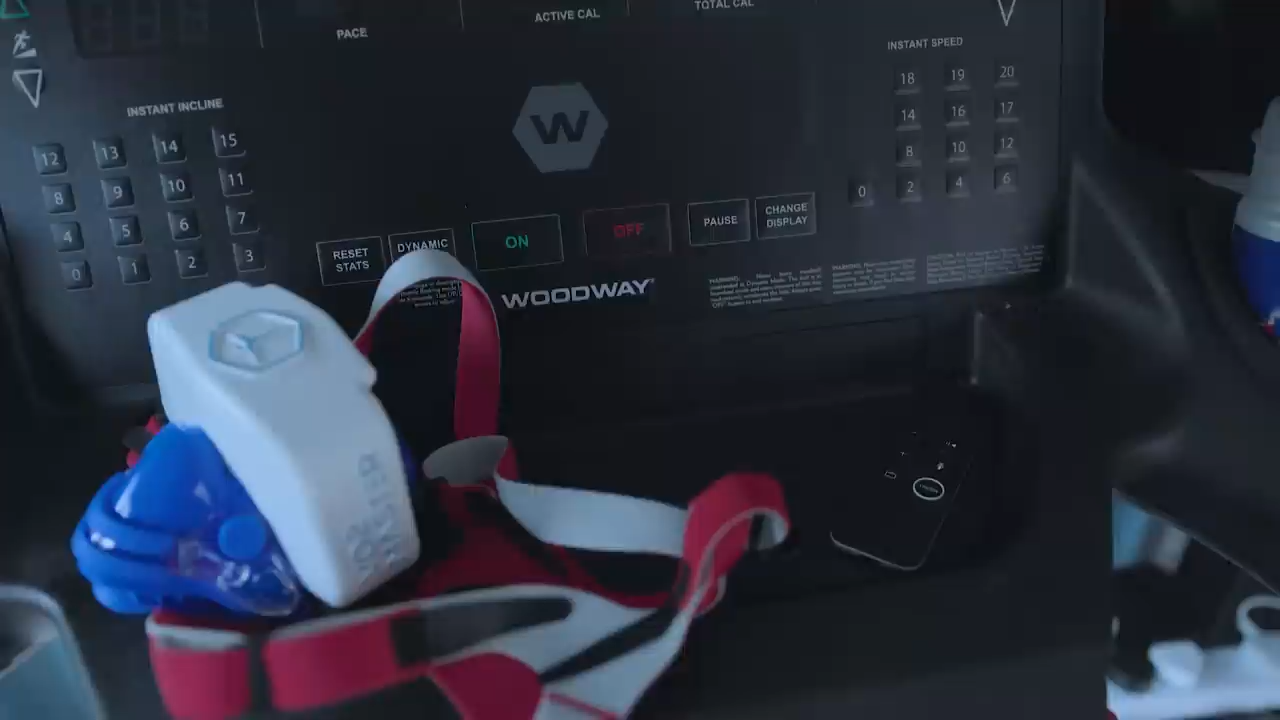 ACTIVE CAL
TOTAL CAL
PACE
INSTANT INCLINE
12 13 14 15
8 9 10 11
4 5 6 7
0 1 2 3
W
INSTANT SPEED
18 19 20
14 16 17
8 10 12
0 2 4 6
RESET
STATS
DYNAMIC
ON
OFF
PAUSE
CHANGE
DISPLAY
WOODWAY
VO2
MASTER